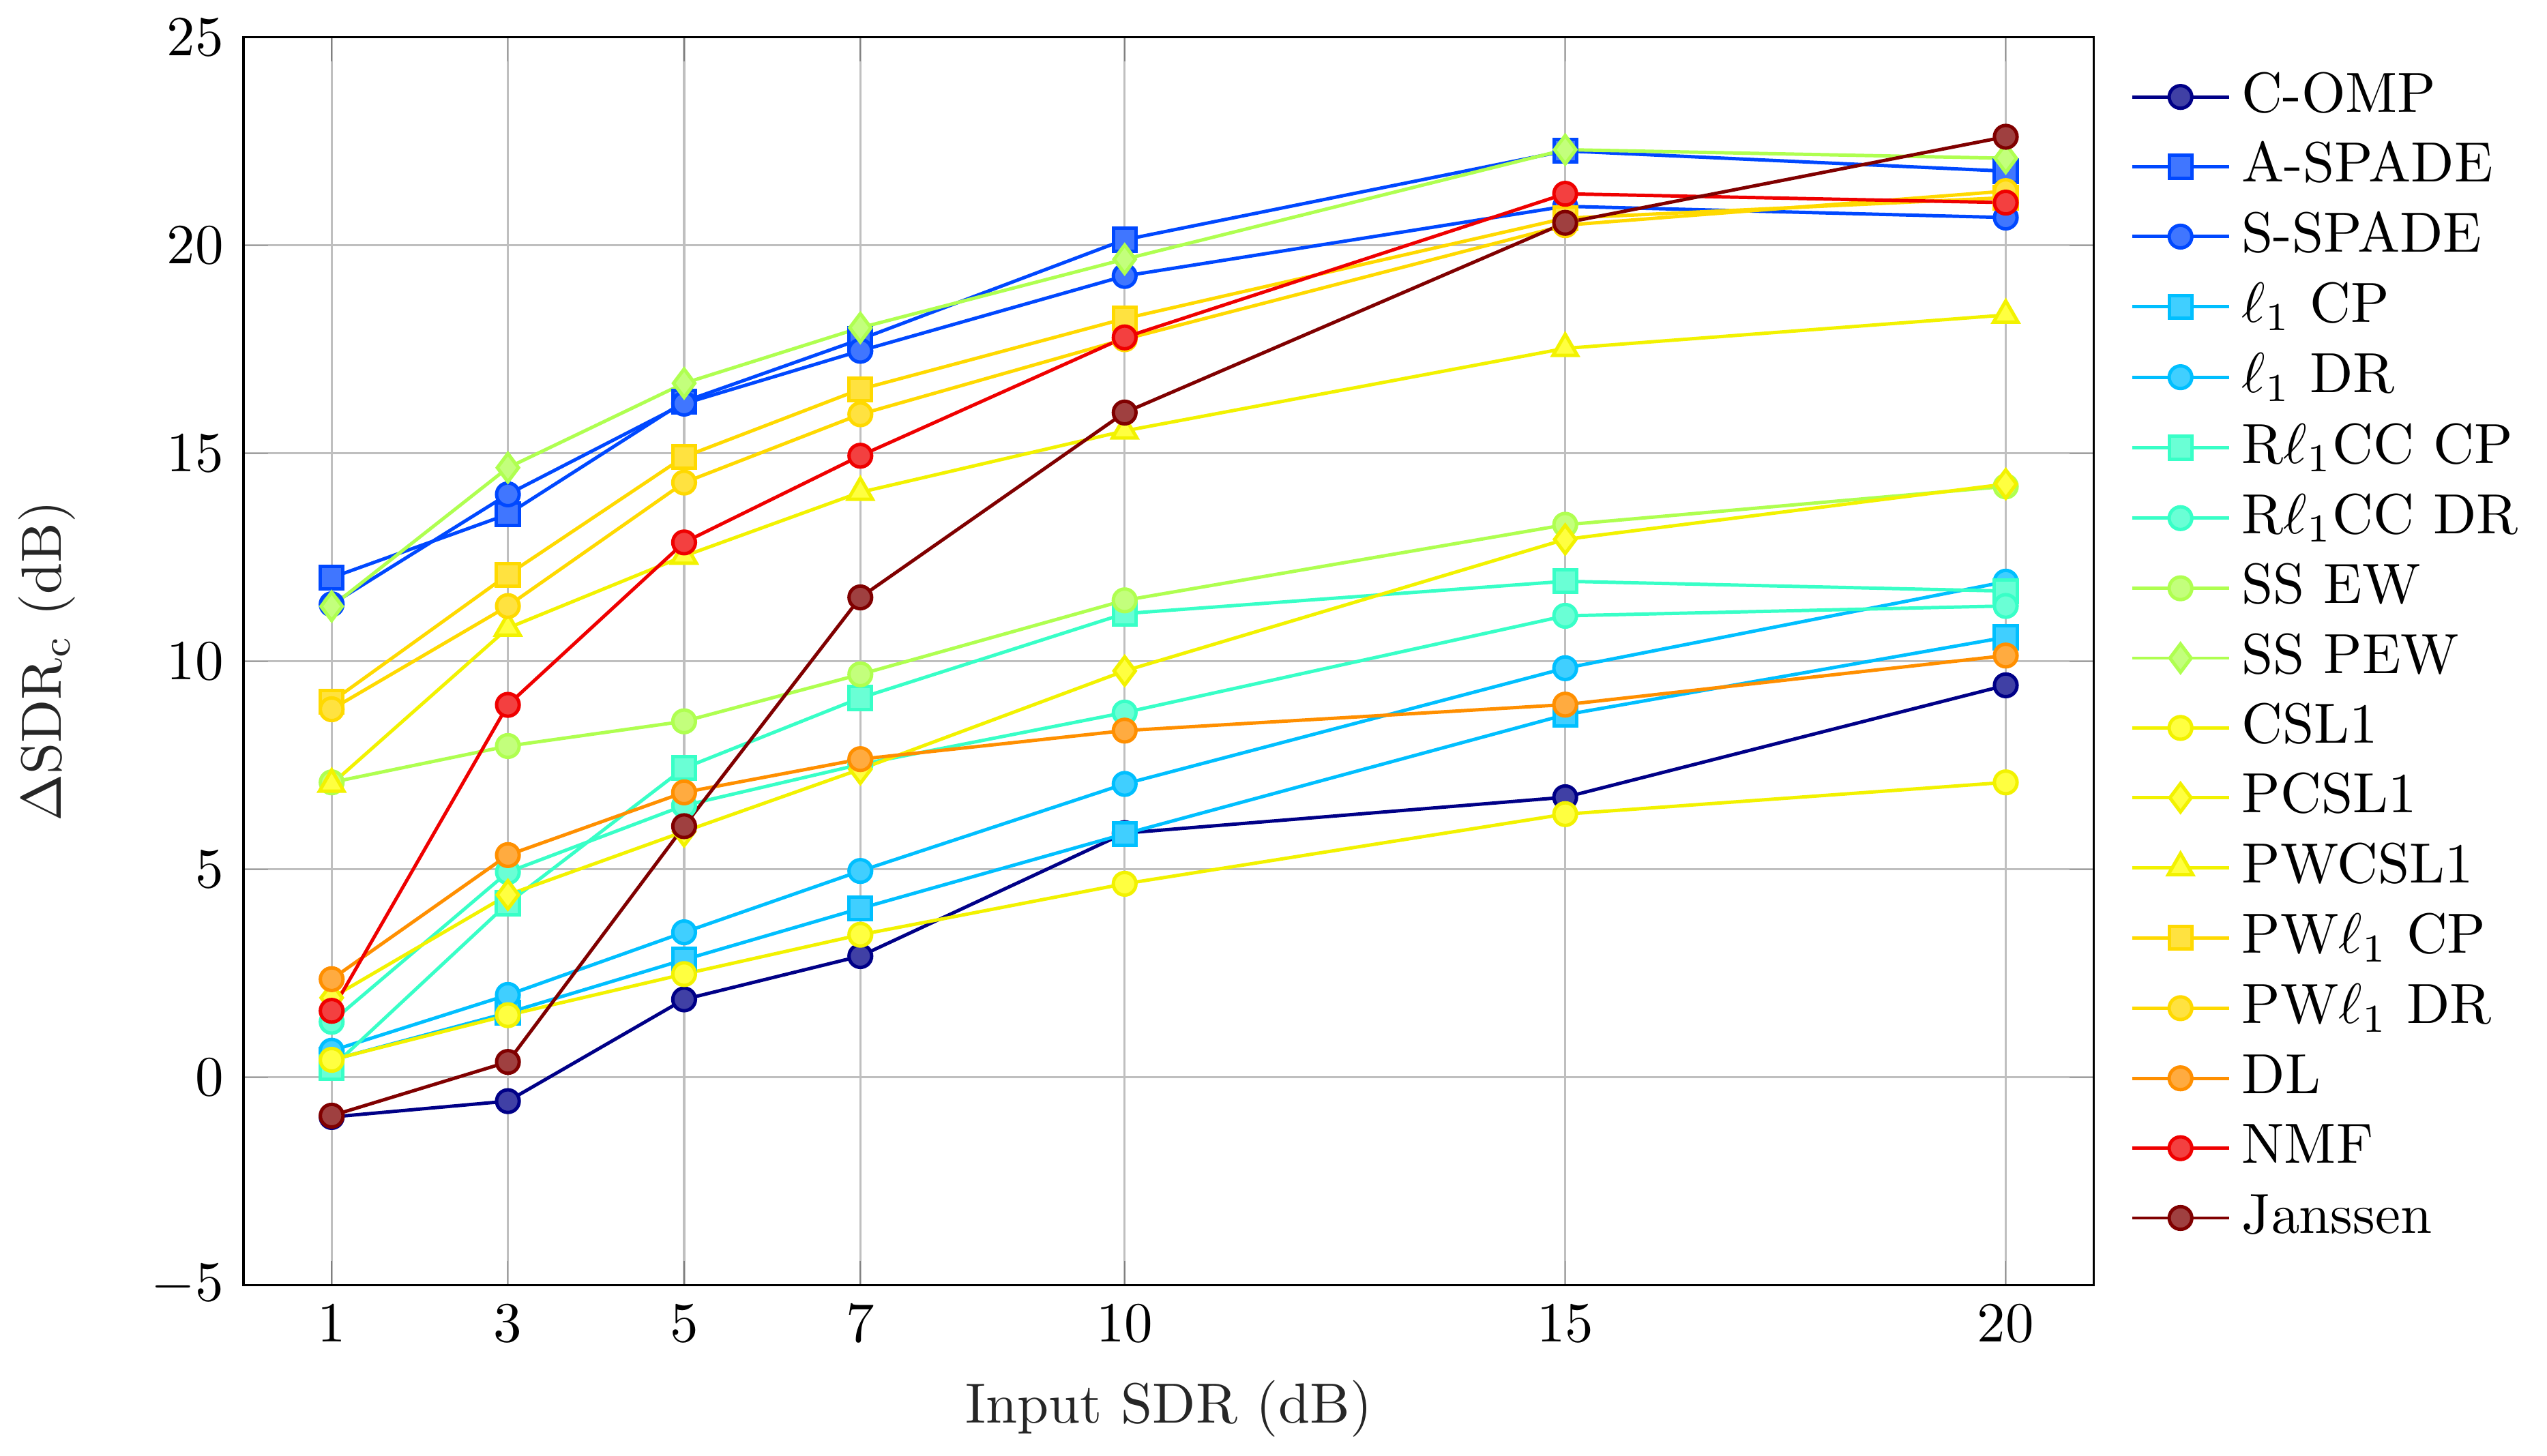 25
20
15
10
5
0
−5
ΔSDR_c (dB)
1 3 5 7 10 15 20
Input SDR (dB)
C-OMP
A-SPADE
S-SPADE
ℓ₁ CP
ℓ₁ DR
Rℓ₁CC CP
Rℓ₁CC DR
SS EW
SS PEW
CSL1
PCSL1
PWCSL1
PWℓ₁ CP
PWℓ₁ DR
DL
NMF
Janssen